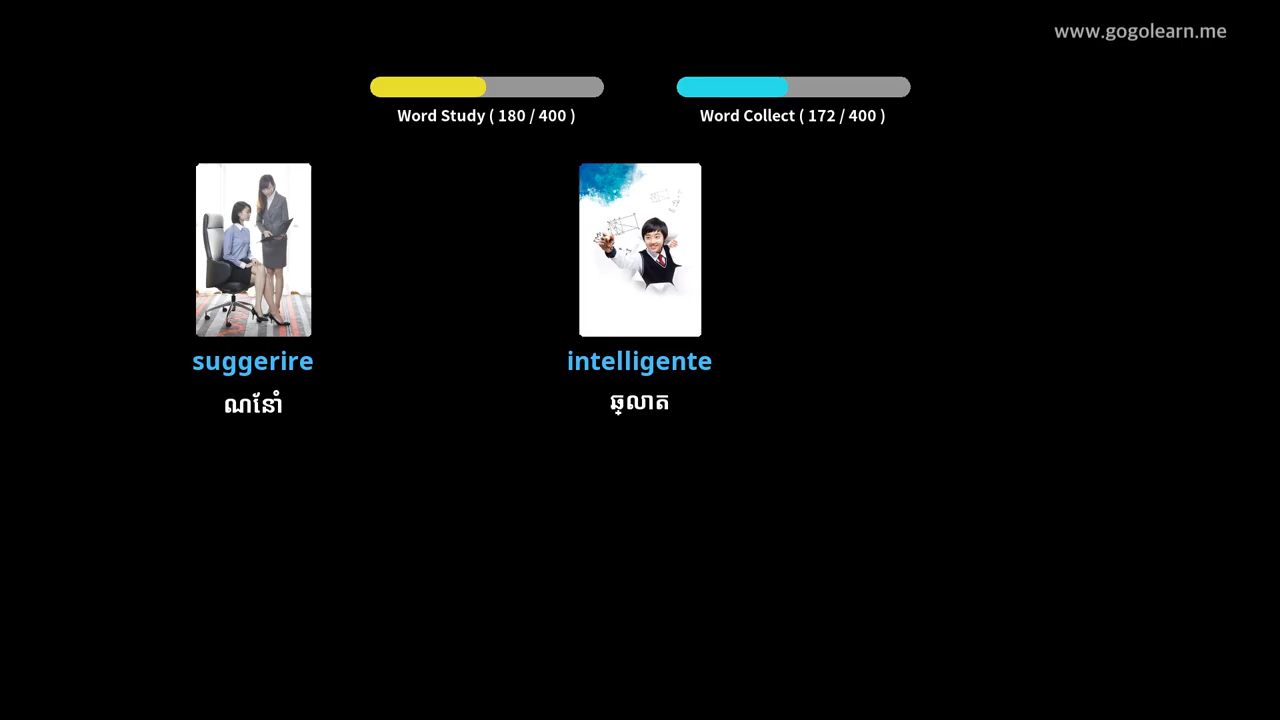 www.gogolearn.me
Word Study ( 180 / 400 )
Word Collect ( 172 / 400 )
suggerire
intelligente
ណែនាំ
ឆ្លាត